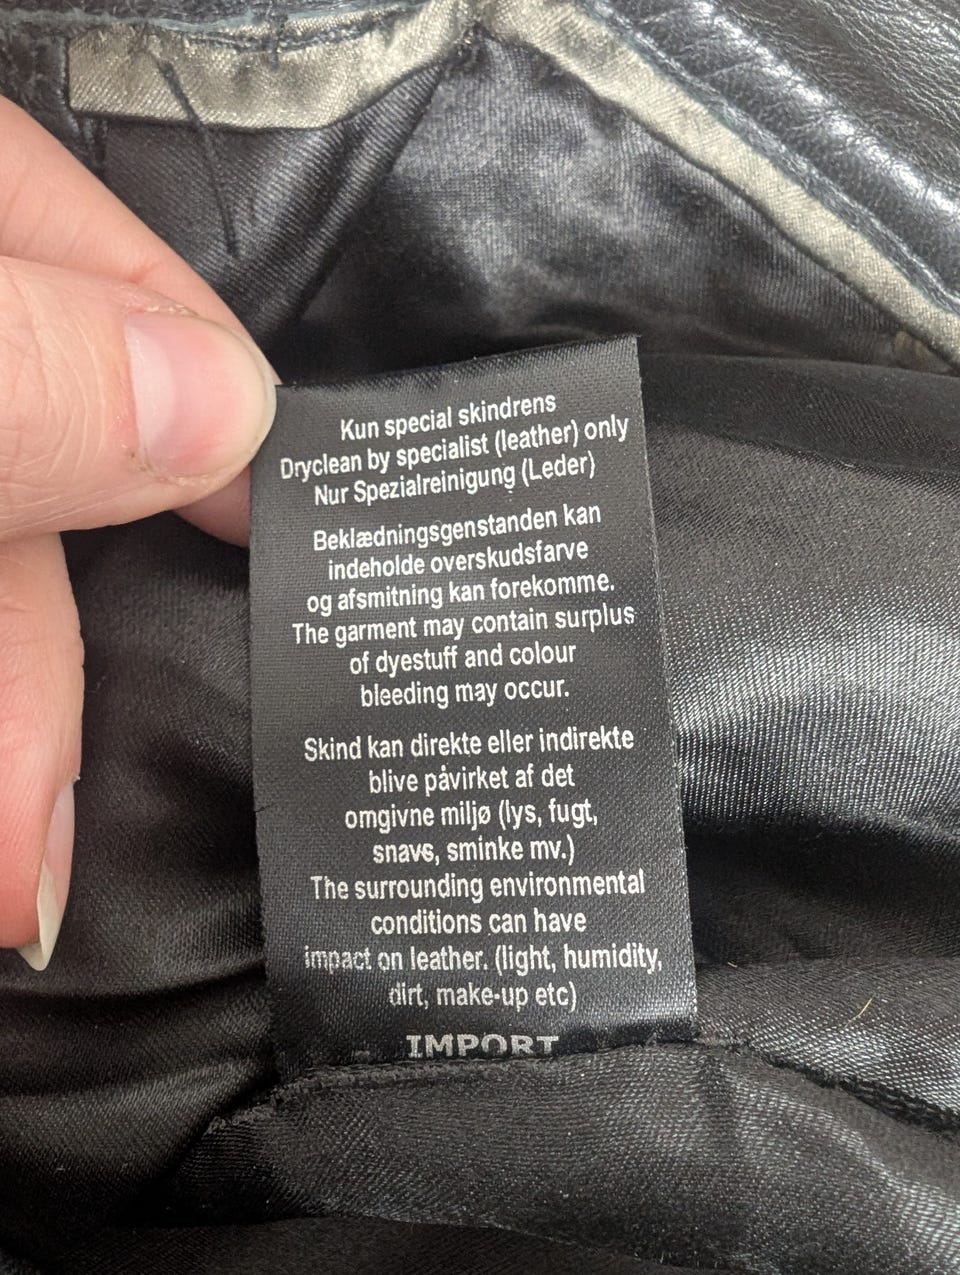 Kun special skindrens
Dryclean by specialist (leather) only
Nur Spezialreinigung (Leder)
Beklædningsgenstanden kan
indeholde overskudsfarve
og afsmitning kan forekomme.
The garment may contain surplus
of dyestuff and colour
bleeding may occur.
Skind kan direkte eller indirekte
blive påvirket af det
omgivne miljø (lys, fugt,
snavs, sminke mv.)
The surrounding environmental
conditions can have
impact on leather. (light, humidity,
dirt, make-up etc)
IMPORT